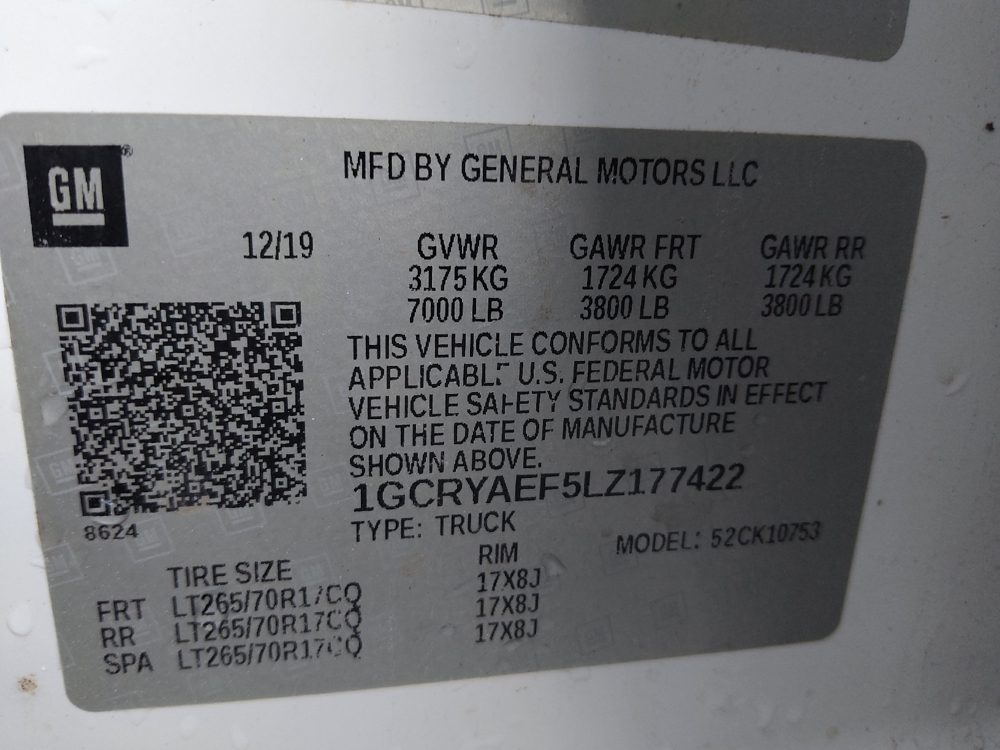 GM
MFD BY GENERAL MOTORS LLC
12/19 GVWR GAWR FRT GAWR RR
3175 KG 1724 KG 1724 KG
7000 LB 3800 LB 3800 LB
THIS VEHICLE CONFORMS TO ALL
APPLICABLE U.S. FEDERAL MOTOR
VEHICLE SAFETY STANDARDS IN EFFECT
ON THE DATE OF MANUFACTURE
SHOWN ABOVE.
1GCRYAEF5LZ177422
8624
TYPE: TRUCK MODEL: 52CK10753
TIRE SIZE RIM
FRT LT265/70R17CQ 17X8J
RR LT265/70R17CQ 17X8J
SPA LT265/70R17CQ 17X8J